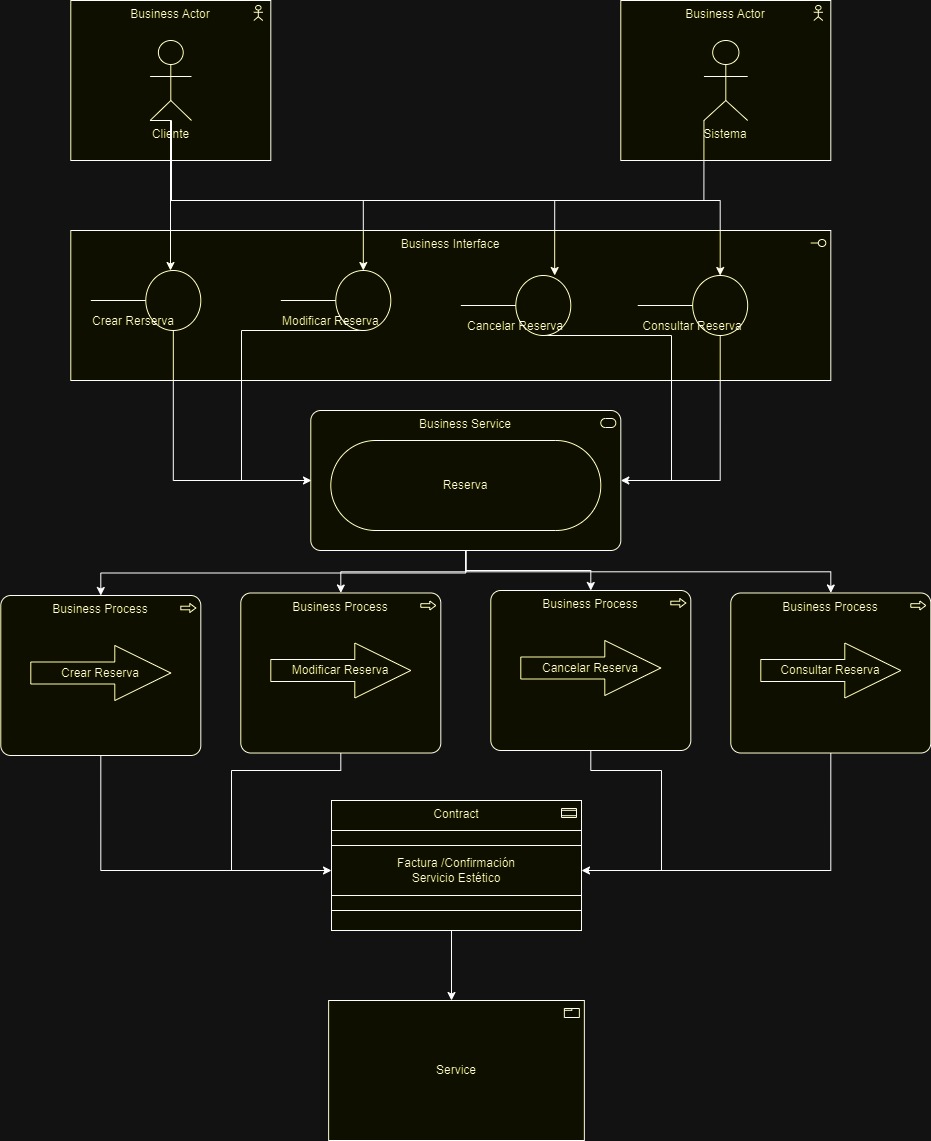 Business Actor
Business Actor
Cliente
Sistema
Business Interface
Crear Rerserva
Modificar Reserva
Cancelar Reserva
Consultar Reserva
Business Service
Reserva
Business Process
Business Process
Business Process
Business Process
Crear Reserva
Modificar Reserva
Cancelar Reserva
Consultar Reserva
Contract
Factura /Confirmación
Servicio Estético
Service